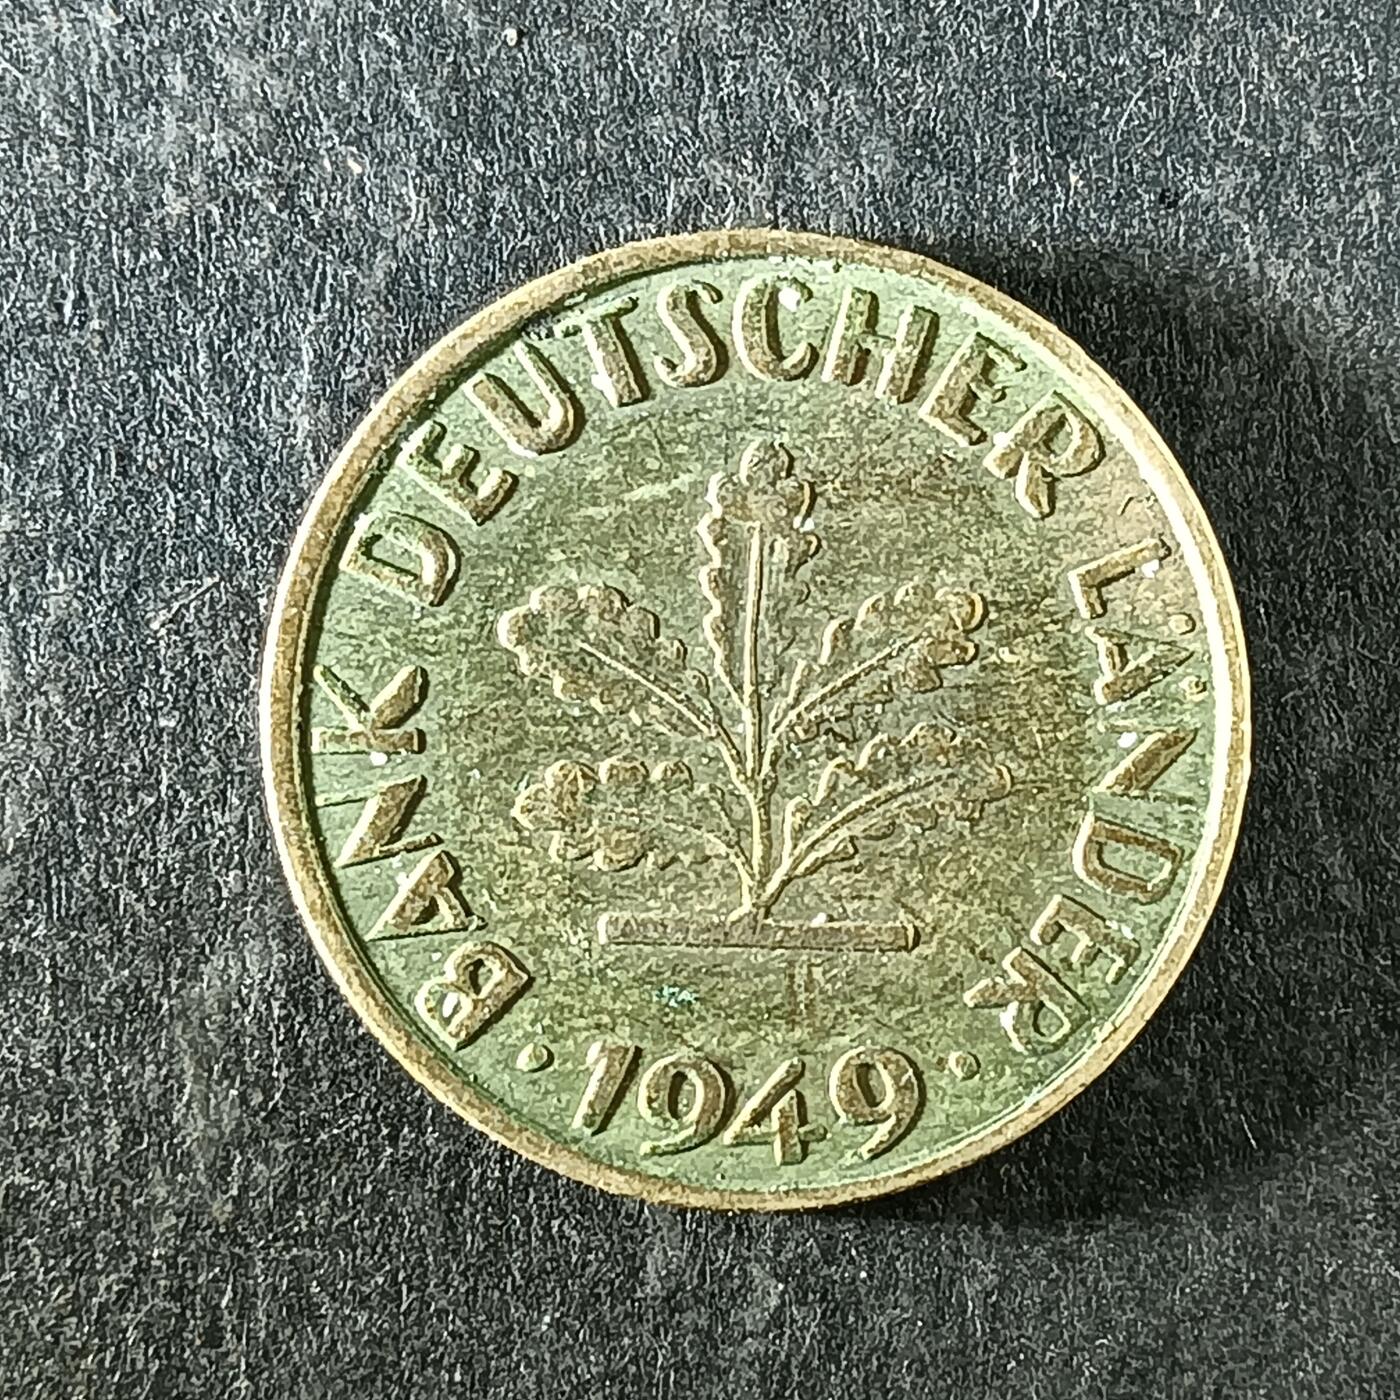 BANK DEUTSCHER LÄNDER
· 1949 ·